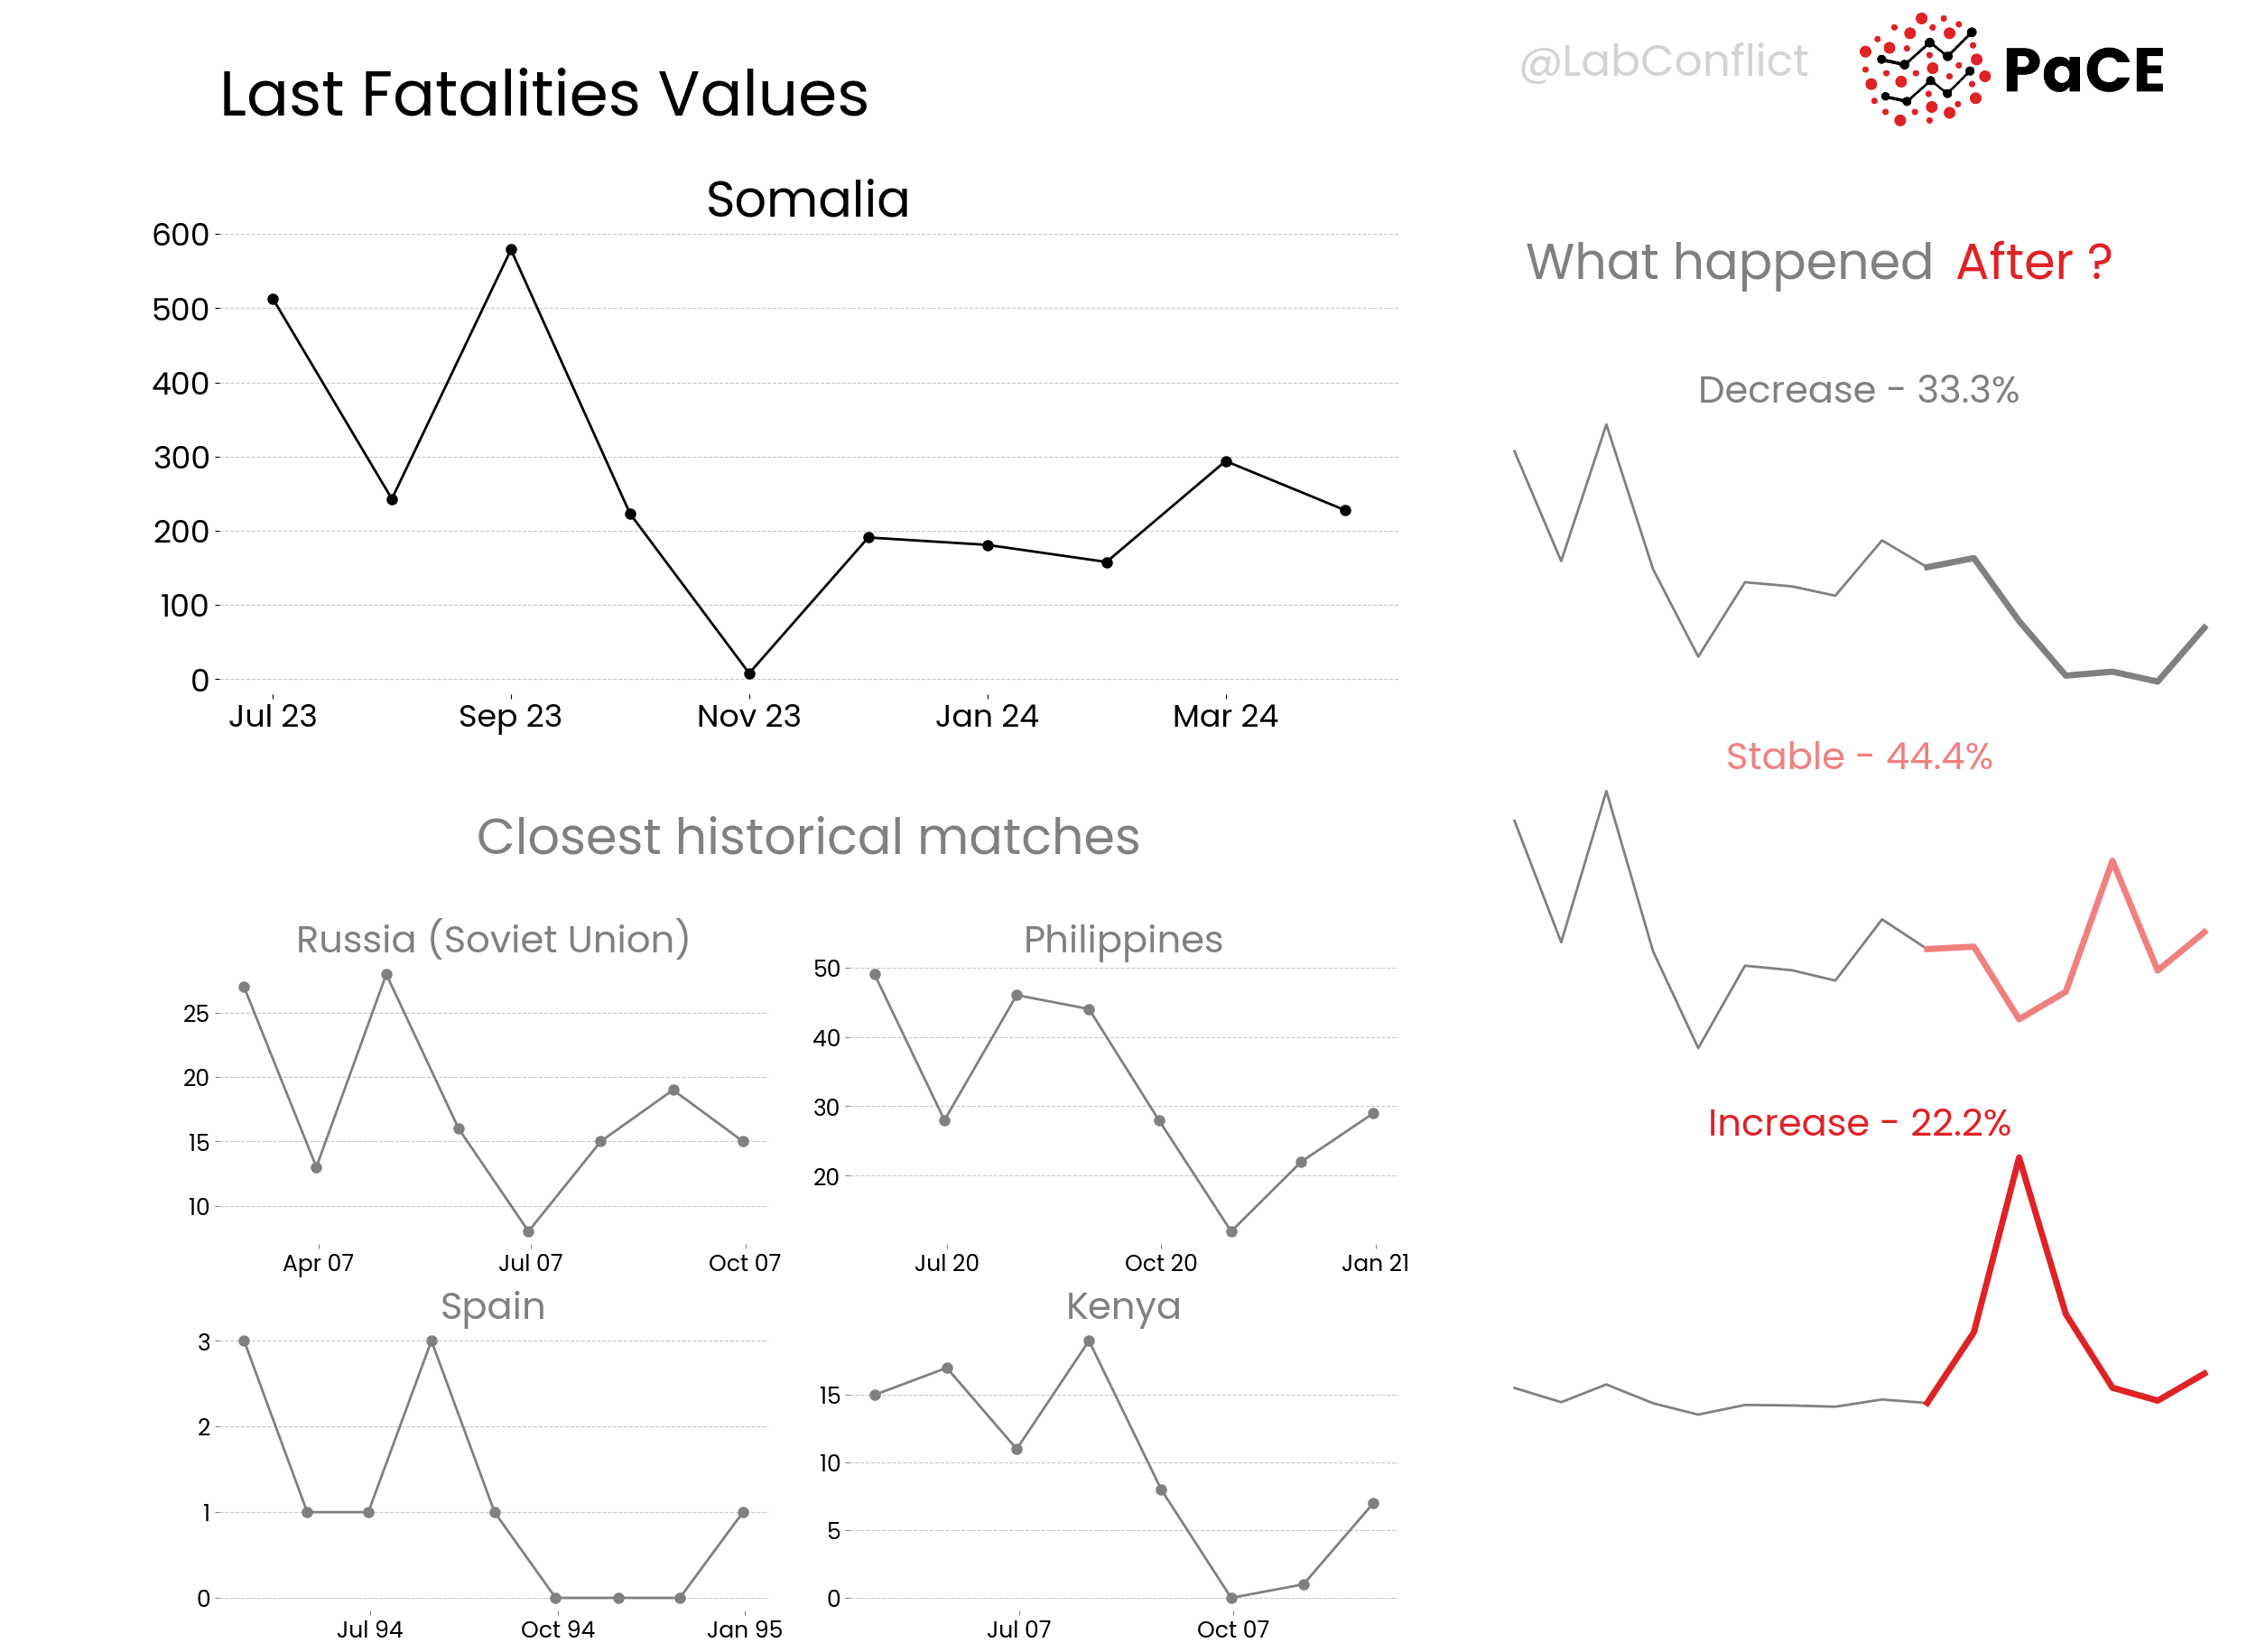 @LabConflict
PaCE
Last Fatalities Values
Somalia
600
500
400
300
200
100
0
Jul 23 Sep 23 Nov 23 Jan 24 Mar 24
What happened After ?
Decrease - 33.3%
Stable - 44.4%
Increase - 22.2%
Closest historical matches
Russia (Soviet Union)
25
20
15
10
Apr 07 Jul 07 Oct 07
Philippines
50
40
30
20
Jul 20 Oct 20 Jan 21
Spain
3
2
1
0
Jul 94 Oct 94 Jan 95
Kenya
15
10
5
0
Jul 07 Oct 07